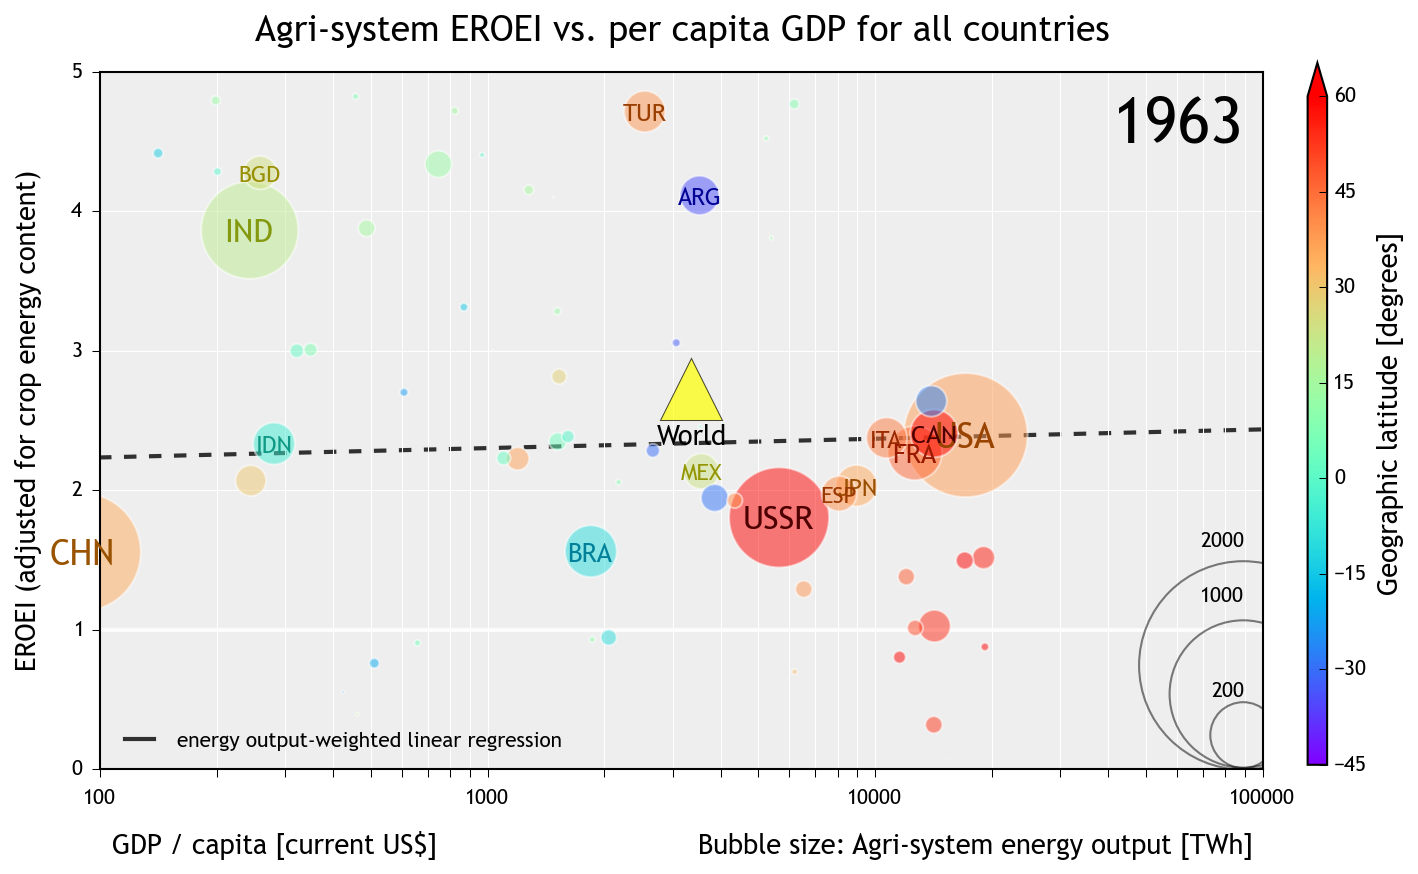 Agri-system EROEI vs. per capita GDP for all countries
1963
EROEI (adjusted for crop energy content)
5
4
3
2
1
0
TUR
BGD
ARG
IND
World
IDN
MEX
ITA
CAN
USA
FRA
JPN
ESP
USSR
CHN
BRA
2000
1000
200
energy output-weighted linear regression
100
1000
10000
100000
GDP / capita [current US$]
Bubble size: Agri-system energy output [TWh]
60
45
30
15
0
−15
−30
−45
Geographic latitude [degrees]